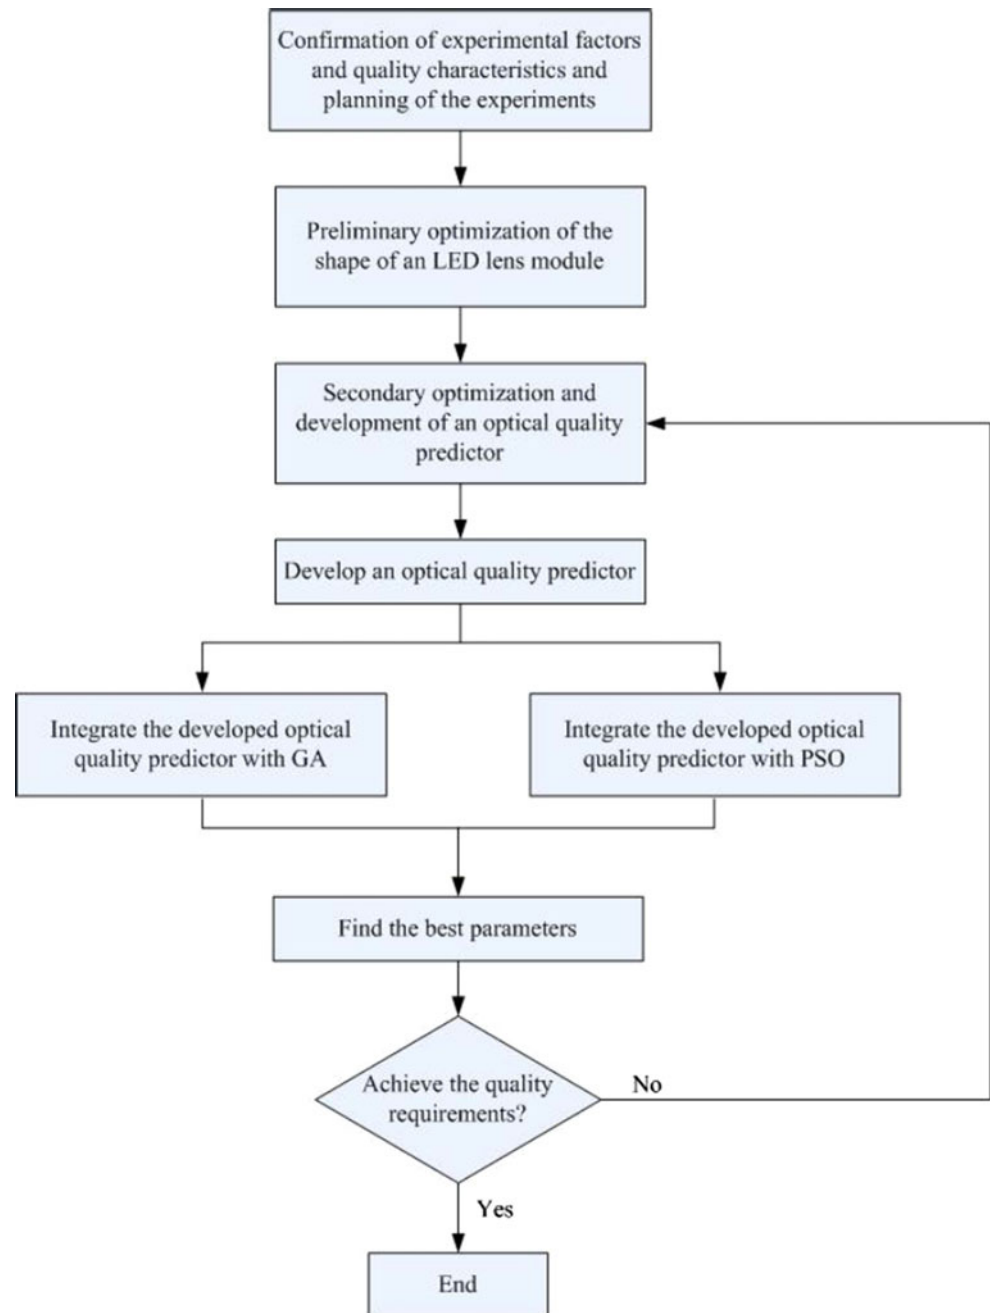 Confirmation of experimental factors
and quality characteristics and
planning of the experiments
Preliminary optimization of the
shape of an LED lens module
Secondary optimization and
development of an optical quality
predictor
Develop an optical quality predictor
Integrate the developed optical
quality predictor with GA
Integrate the developed optical
quality predictor with PSO
Find the best parameters
Achieve the quality
requirements?
No
Yes
End